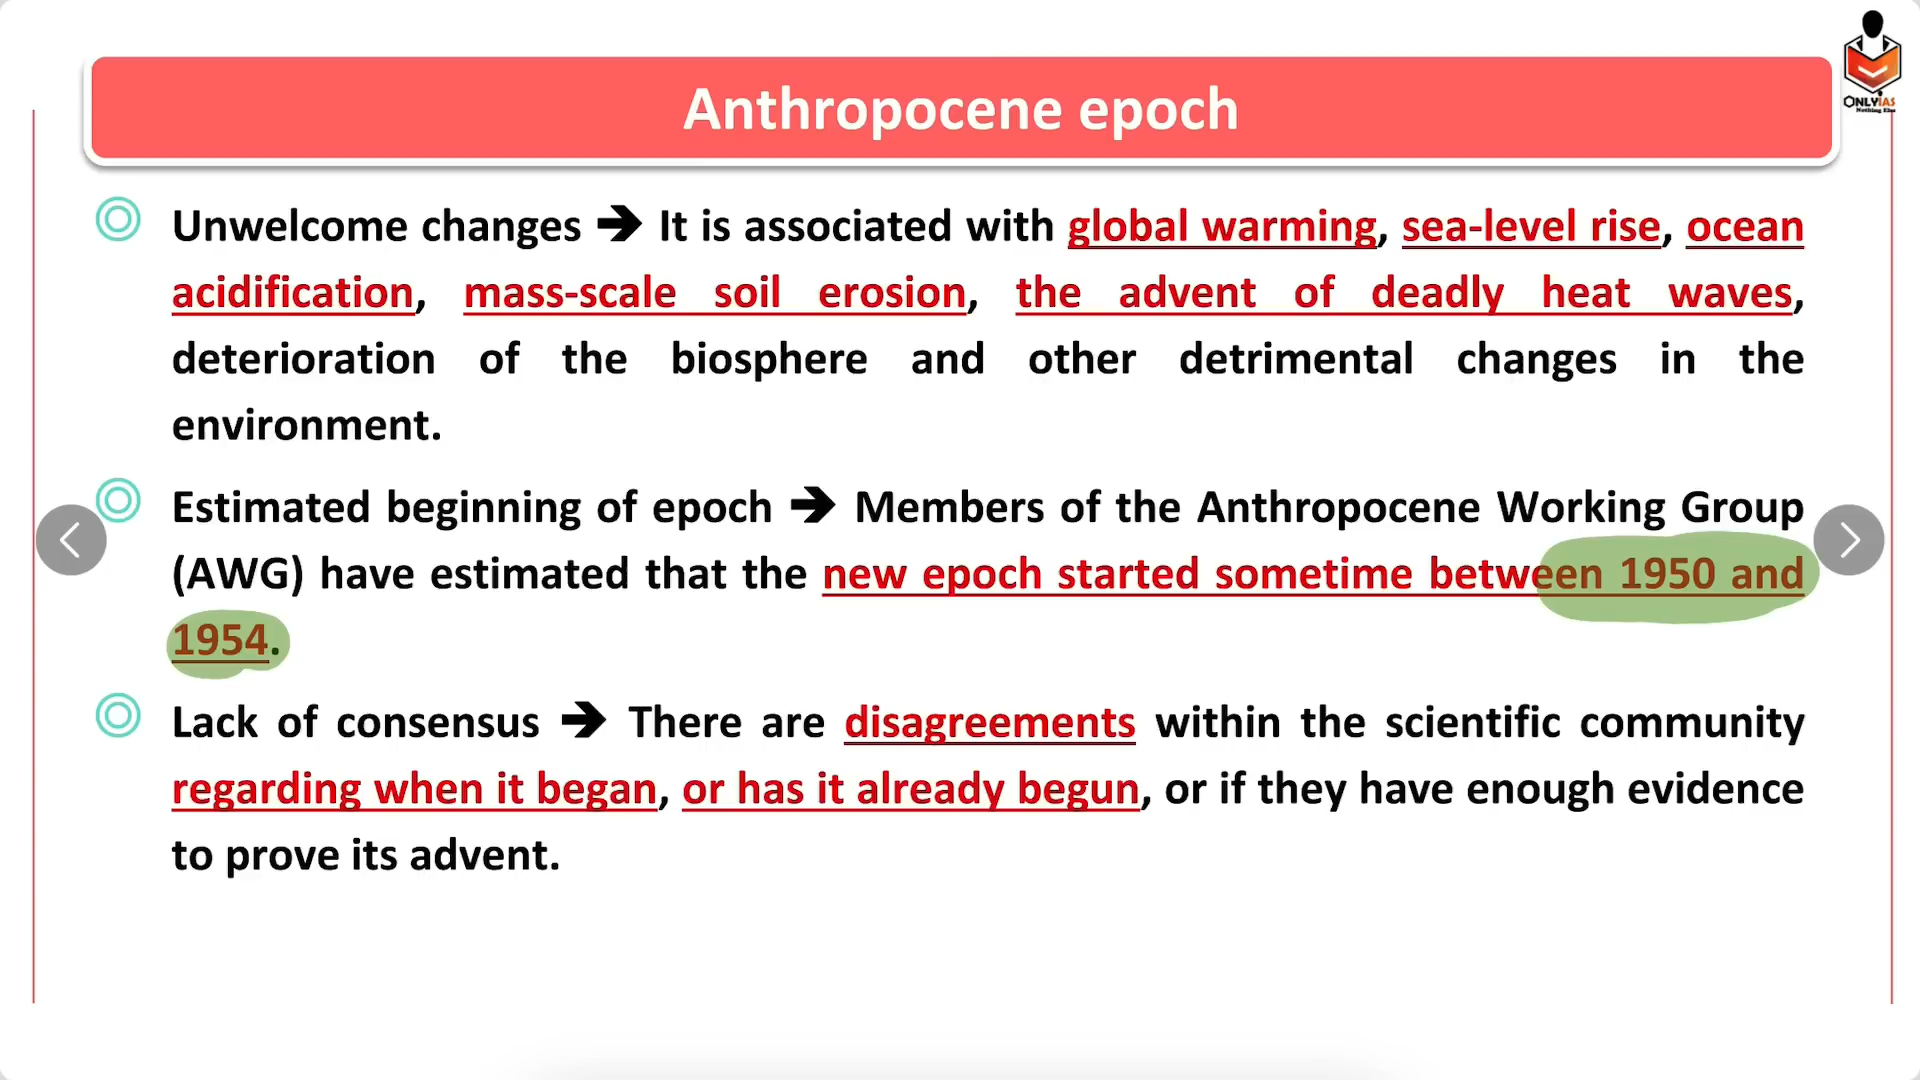 Anthropocene epoch
ONLYIAS
Nothing Else
Unwelcome changes → It is associated with global warming, sea-level rise, ocean
acidification, mass-scale soil erosion, the advent of deadly heat waves,
deterioration of the biosphere and other detrimental changes in the
environment.
Estimated beginning of epoch → Members of the Anthropocene Working Group
(AWG) have estimated that the new epoch started sometime between 1950 and
1954.
Lack of consensus → There are disagreements within the scientific community
regarding when it began, or has it already begun, or if they have enough evidence
to prove its advent.